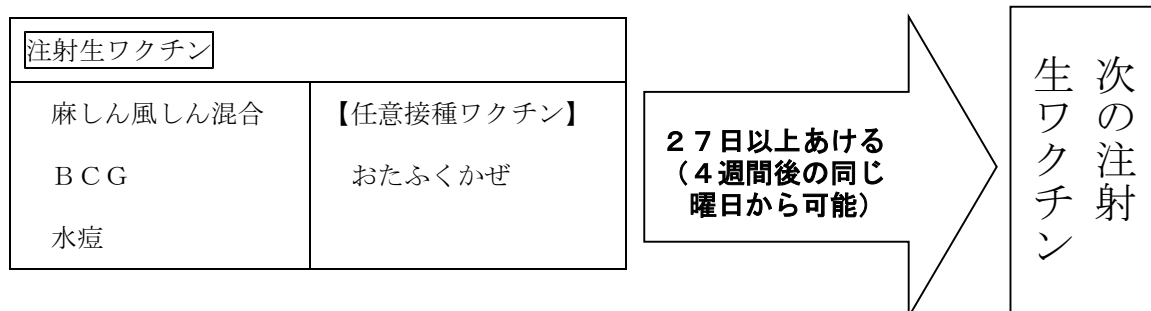 注射生ワクチン
麻しん風しん混合
ＢＣＧ
水痘
【任意接種ワクチン】
おたふくかぜ
２７日以上あける
（４週間後の同じ
曜日から可能）
次の注射
生ワクチン